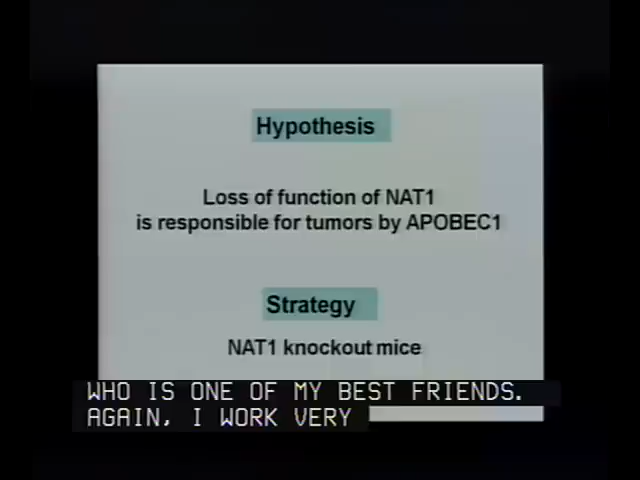 Hypothesis
Loss of function of NAT1
is responsible for tumors by APOBEC1
Strategy
NAT1 knockout mice
WHO IS ONE OF MY BEST FRIENDS.
AGAIN, I WORK VERY